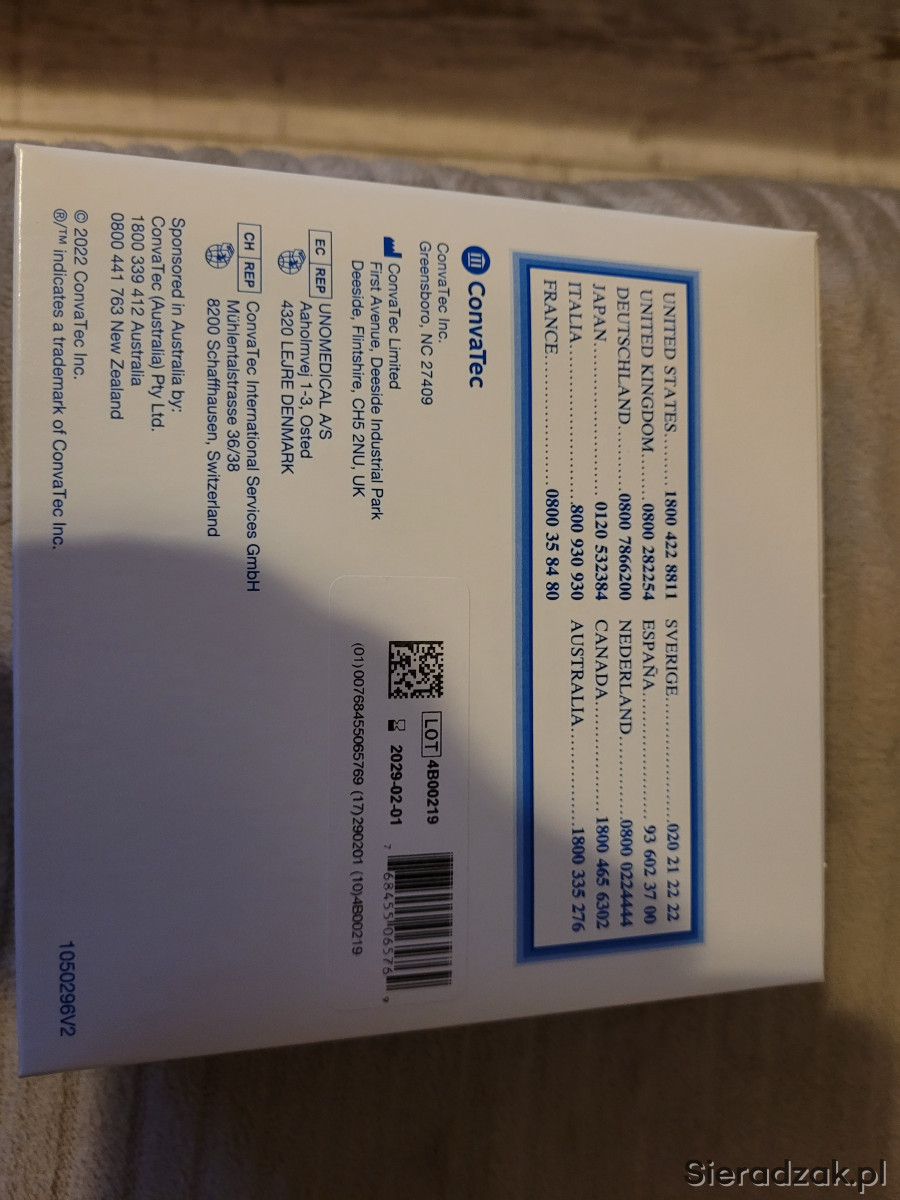 UNITED STATES........ 1800 422 8811 SVERIGE.....................020 21 22 22
UNITED KINGDOM........0800 282254 ESPAÑA...................... 93 602 37 00
DEUTSCHLAND..........0800 7866200 NEDERLAND..............0800 0224444
JAPAN........................ 0120 532384 CANADA.................... 1800 465 6302
ITALIA..........................800 930 930 AUSTRALIA................1800 335 276
FRANCE.....................0800 35 84 80
ConvaTec
ConvaTec Inc.
Greensboro, NC 27409
ConvaTec Limited
First Avenue, Deeside Industrial Park
Deeside, Flintshire, CH5 2NU, UK
EC REP UNOMEDICAL A/S
Aaholmvej 1-3, Osted
4320 LEJRE DENMARK
CH REP ConvaTec International Services GmbH
Mühlentalstrasse 36/38
8200 Schaffhausen, Switzerland
Sponsored in Australia by:
ConvaTec (Australia) Pty Ltd.
1800 339 412 Australia
0800 441 763 New Zealand
© 2022 ConvaTec Inc.
®/™ indicates a trademark of ConvaTec Inc.
LOT 4B00219
2029-02-01
7 68455 06576 9
(01)00768455065769 (17)290201 (10)4B00219
1050296V2
Sieradzak.pl